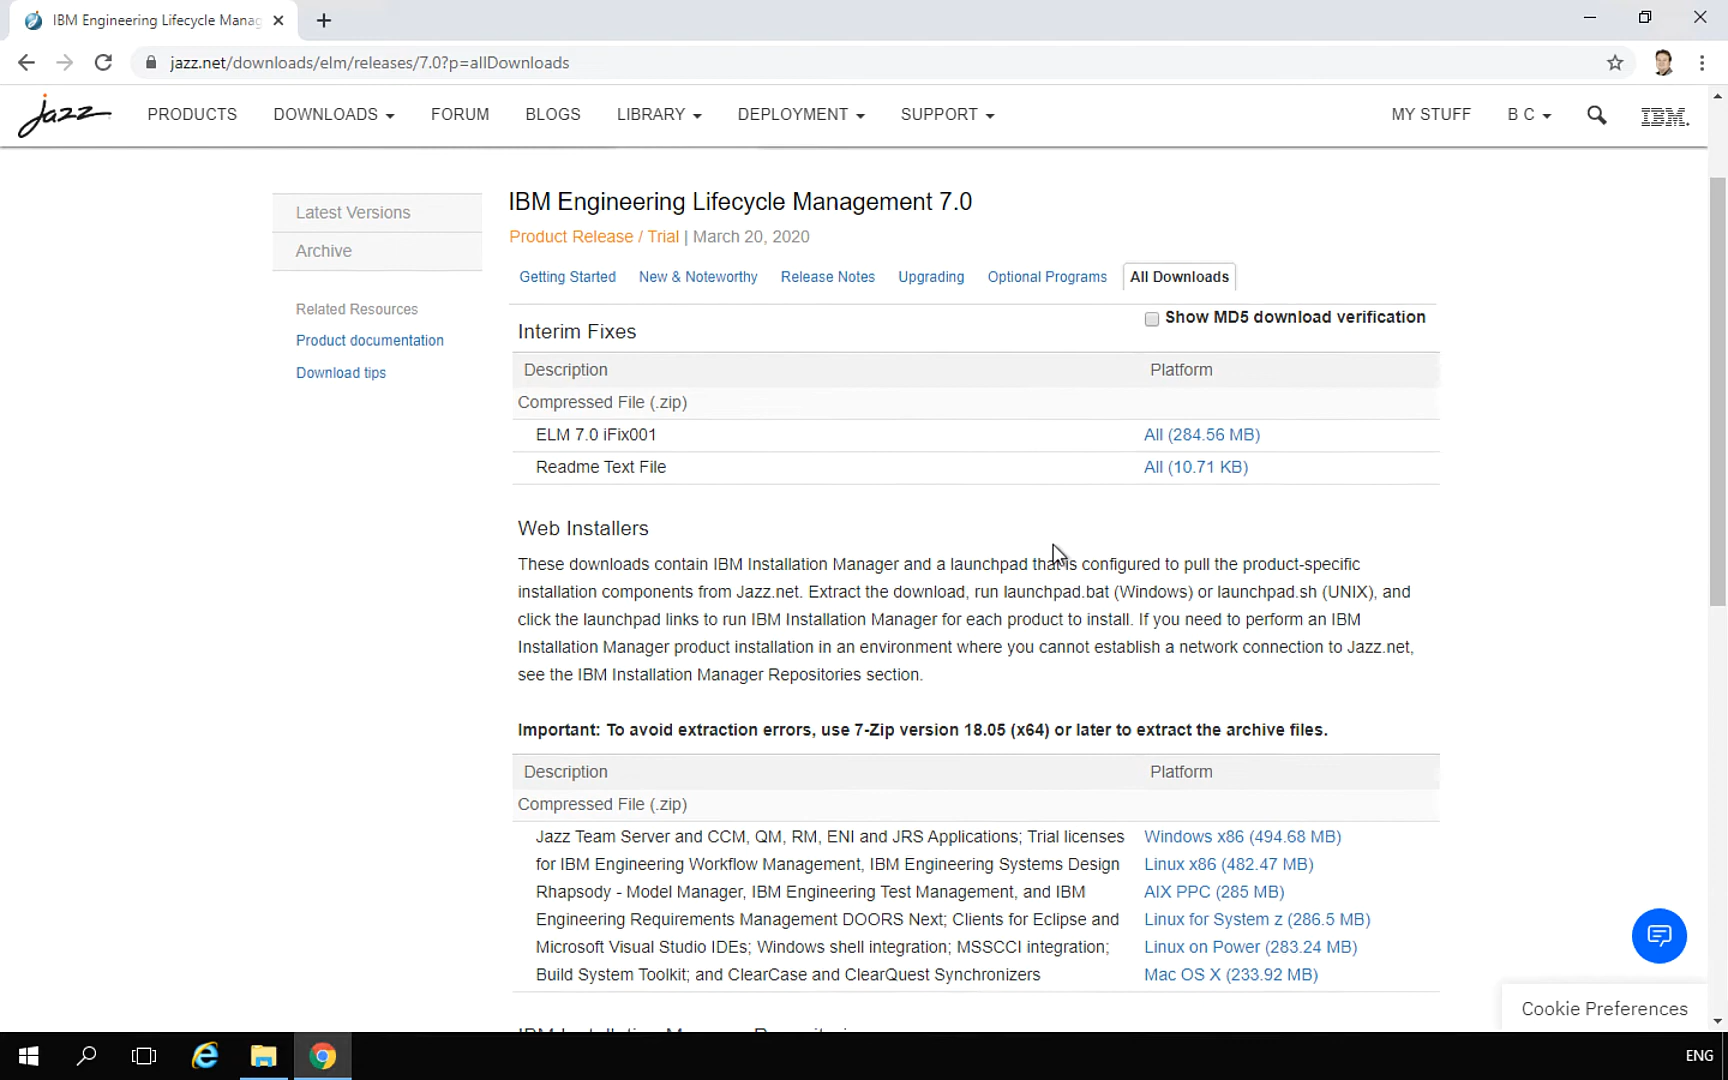 IBM Engineering Lifecycle Manag
jazz.net/downloads/elm/releases/7.0?p=allDownloads
jazz PRODUCTS DOWNLOADS FORUM BLOGS LIBRARY DEPLOYMENT SUPPORT MY STUFF B C IBM.
Latest Versions
Archive
Related Resources
Product documentation
Download tips
IBM Engineering Lifecycle Management 7.0
Product Release / Trial | March 20, 2020
Getting Started New & Noteworthy Release Notes Upgrading Optional Programs All Downloads
Show MD5 download verification
Interim Fixes
Description Platform
Compressed File (.zip)
ELM 7.0 iFix001 All (284.56 MB)
Readme Text File All (10.71 KB)
Web Installers
These downloads contain IBM Installation Manager and a launchpad that is configured to pull the product-specific
installation components from Jazz.net. Extract the download, run launchpad.bat (Windows) or launchpad.sh (UNIX), and
click the launchpad links to run IBM Installation Manager for each product to install. If you need to perform an IBM
Installation Manager product installation in an environment where you cannot establish a network connection to Jazz.net,
see the IBM Installation Manager Repositories section.
Important: To avoid extraction errors, use 7-Zip version 18.05 (x64) or later to extract the archive files.
Description Platform
Compressed File (.zip)
Jazz Team Server and CCM, QM, RM, ENI and JRS Applications; Trial licenses Windows x86 (494.68 MB)
for IBM Engineering Workflow Management, IBM Engineering Systems Design Linux x86 (482.47 MB)
Rhapsody - Model Manager, IBM Engineering Test Management, and IBM AIX PPC (285 MB)
Engineering Requirements Management DOORS Next; Clients for Eclipse and Linux for System z (286.5 MB)
Microsoft Visual Studio IDEs; Windows shell integration; MSSCCI integration; Linux on Power (283.24 MB)
Build System Toolkit; and ClearCase and ClearQuest Synchronizers Mac OS X (233.92 MB)
Cookie Preferences
ENG